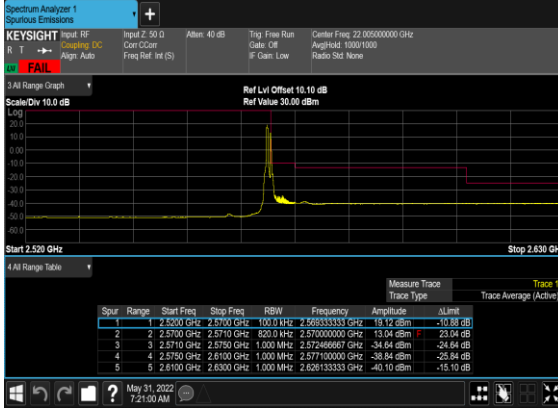 Spectrum Analyzer 1
Spurious Emissions
+
KEYSIGHT Input: RF Input Z: 50 Ω Atten: 40 dB Trig: Free Run Center Freq: 22.005000000 GHz
R T Coupling: DC Corr CCorr Gate: Off Avg|Hold: 1000/1000
Align: Auto Freq Ref: Int (S) IF Gain: Low Radio Std: None
FAIL
3.All Range Graph Ref Lvl Offset 10.10 dB
Scale/Div 10.0 dB Ref Value 30.00 dBm
Log
20.0
10.0
0.00
-10.0
-20.0
-30.0
-40.0
-50.0
-60.0
Start 2.520 GHz Stop 2.630 GH
4.All Range Table
Measure Trace Trace 1
Trace Type Trace Average (Active)
Spur Range Start Freq Stop Freq RBW Frequency Amplitude ΔLimit
1 1 2.5200 GHz 2.5700 GHz 100.0 kHz 2.569333333 GHz 19.12 dBm -10.88 dB
2 2 2.5700 GHz 2.5710 GHz 820.0 kHz 2.570000000 GHz 13.04 dBm F 23.04 dB
3 3 2.5710 GHz 2.5750 GHz 1.000 MHz 2.572466667 GHz -34.64 dBm -24.64 dB
4 4 2.5750 GHz 2.6100 GHz 1.000 MHz 2.577100000 GHz -38.84 dBm -25.84 dB
5 5 2.6100 GHz 2.6300 GHz 1.000 MHz 2.626133333 GHz -40.10 dBm -15.10 dB
? May 31, 2022
7:21:00 AM